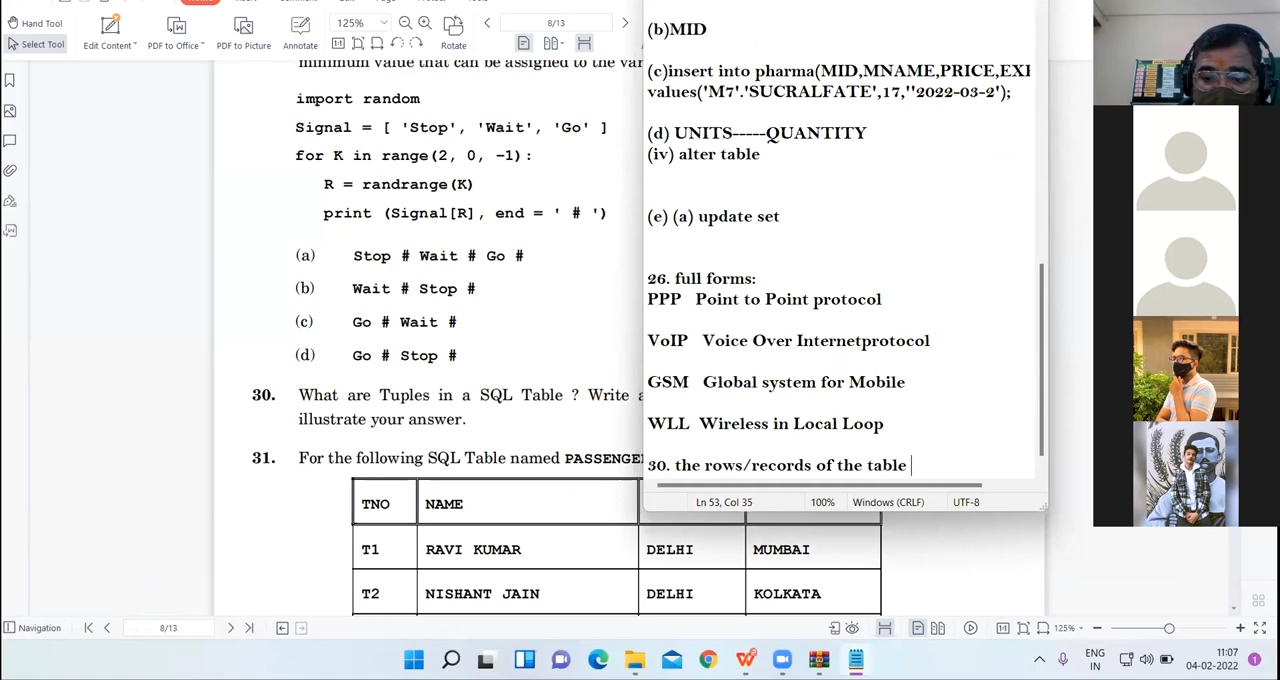 Hand Tool
Select Tool
Edit Content
PDF to Office
PDF to Picture
125%
Annotate
Rotate
8/13
minimum value that can be assigned to the var
import random
Signal = [ 'Stop', 'Wait', 'Go' ]
for K in range(2, 0, -1):
R = randrange(K)
print (Signal[R], end = ' # ')
(a) Stop # Wait # Go #
(b) Wait # Stop #
(c) Go # Wait #
(d) Go # Stop #
30. What are Tuples in a SQL Table ? Write a
illustrate your answer.
31. For the following SQL Table named PASSENGE
TNO NAME
T1 RAVI KUMAR DELHI MUMBAI
T2 NISHANT JAIN DELHI KOLKATA
(b)MID
(c)insert into pharma(MID,MNAME,PRICE,EXI
values('M7'.'SUCRALFATE',17,''2022-03-2');
(d) UNITS-----QUANTITY
(iv) alter table
(e) (a) update set
26. full forms:
PPP Point to Point protocol
VoIP Voice Over Internetprotocol
GSM Global system for Mobile
WLL Wireless in Local Loop
30. the rows/records of the table
Ln 53, Col 35 100% Windows (CRLF) UTF-8
Navigation 8/13 125%
ENG
IN
11:07
04-02-2022
1